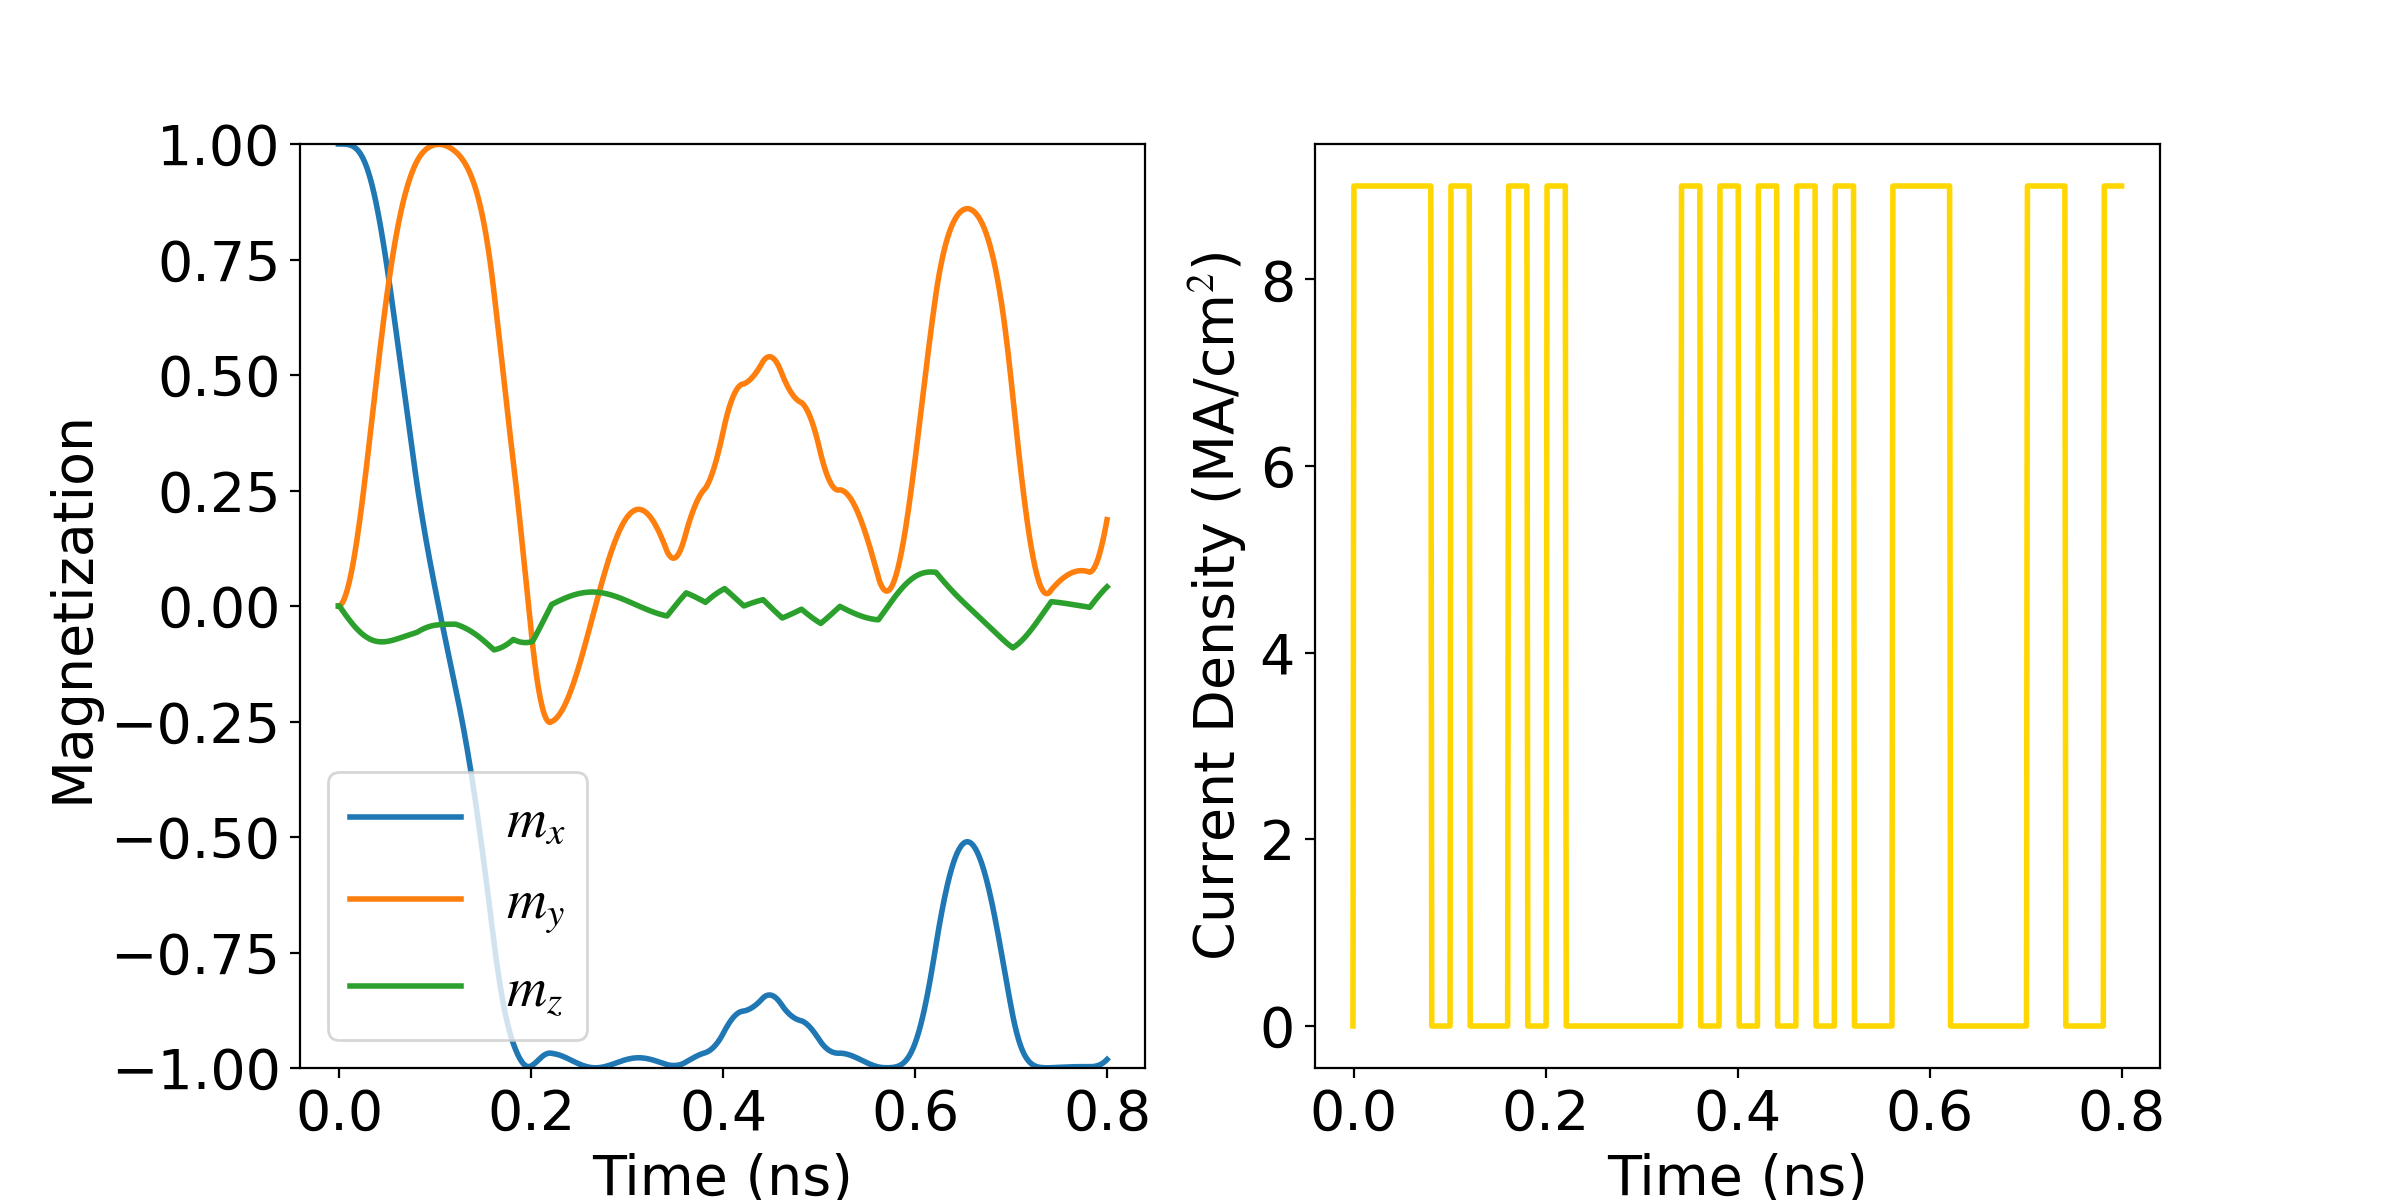 Magnetization
1.00
0.75
0.50
0.25
0.00
−0.25
−0.50
−0.75
−1.00
m_x
m_y
m_z
0.0 0.2 0.4 0.6 0.8
Time (ns)
Current Density (MA/cm²)
8
6
4
2
0
0.0 0.2 0.4 0.6 0.8
Time (ns)